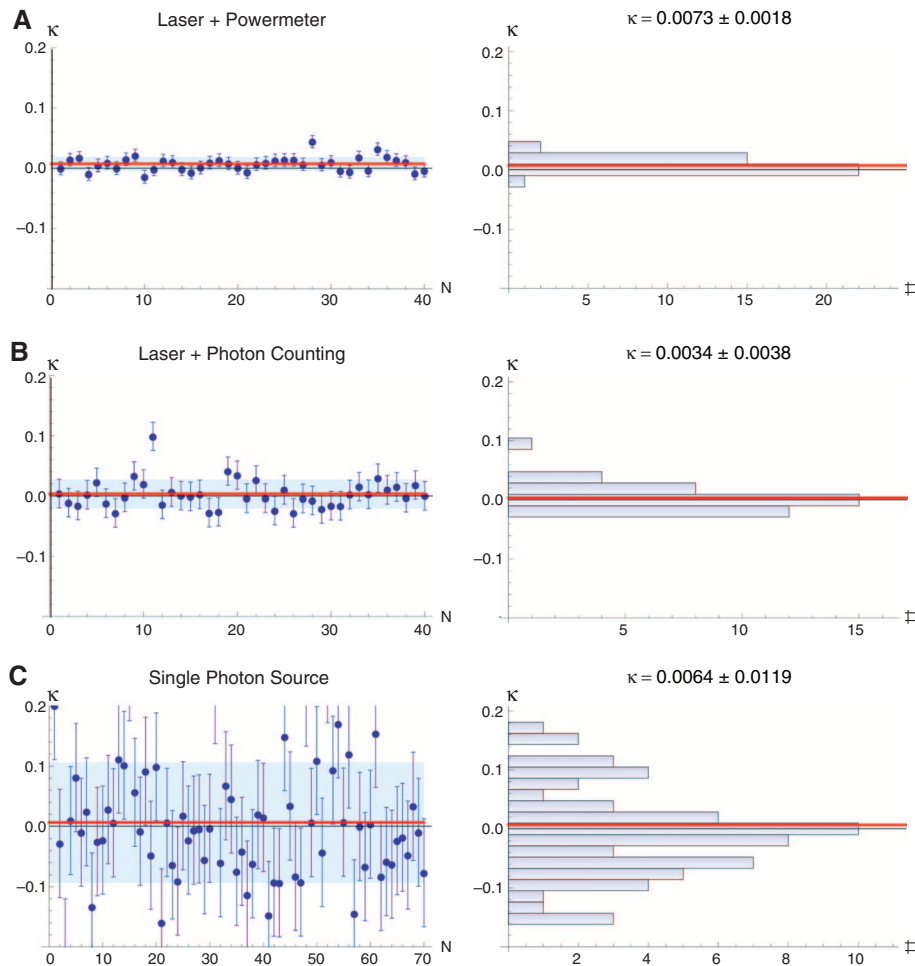 A
Laser + Powermeter
κ = 0.0073 ± 0.0018
κ
0.2
0.1
0.0
−0.1
0 10 20 30 40 N
0.2
0.1
0.0
−0.1
5 10 15 20 #
B
Laser + Photon Counting
κ = 0.0034 ± 0.0038
κ
0.2
0.1
0.0
−0.1
0 10 20 30 40 N
0.2
0.1
0.0
−0.1
5 10 15 #
C
Single Photon Source
κ = 0.0064 ± 0.0119
κ
0.2
0.1
0.0
−0.1
0 10 20 30 40 50 60 70 N
0.2
0.1
0.0
−0.1
2 4 6 8 10 #